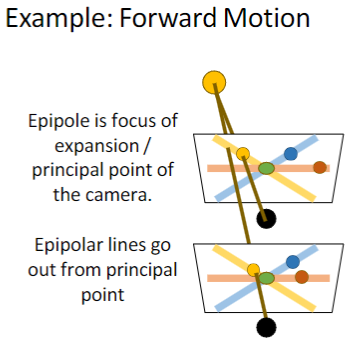 Example: Forward Motion
Epipole is focus of
expansion /
principal point of
the camera.
Epipolar lines go
out from principal
point